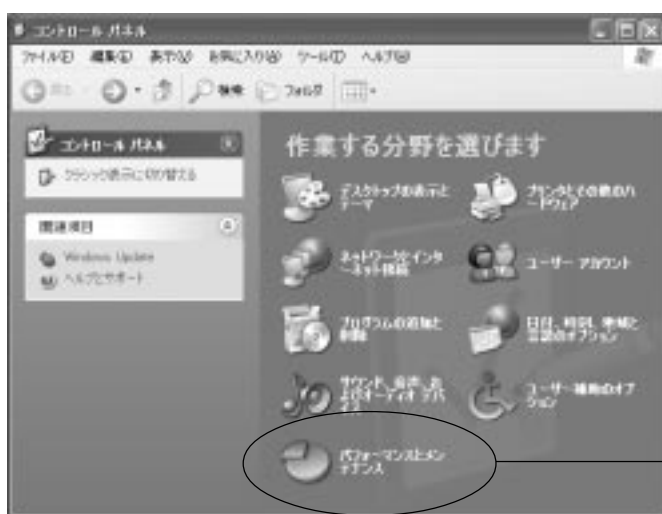 コントロール パネル
ファイル(F) 編集(E) 表示(V) お気に入り(A) ツール(T) ヘルプ(H)
戻る 検索 フォルダ
コントロール パネル
クラシック表示に切り替える
関連項目
Windows Update
ヘルプとサポート
作業する分野を選びます
デスクトップの表示と
テーマ
プリンタとその他のハ
ードウェア
ネットワークとインタ
ーネット接続
ユーザー アカウント
プログラムの追加と
削除
日付、時刻、地域と
言語のオプション
サウンド、音声、お
よびオーディオ デバ
イス
ユーザー補助のオプ
ション
パフォーマンスとメン
テナンス